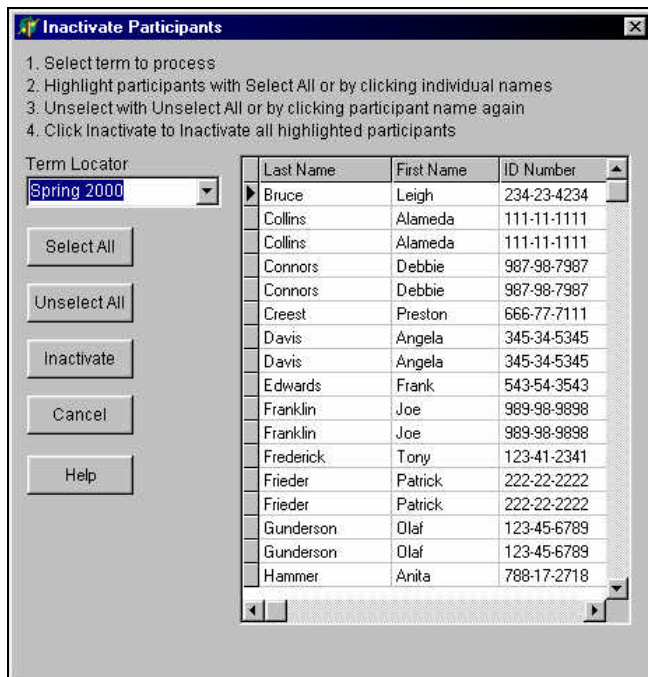 Inactivate Participants
1. Select term to process
2. Highlight participants with Select All or by clicking individual names
3. Unselect with Unselect All or by clicking participant name again
4. Click Inactivate to Inactivate all highlighted participants
Term Locator
Spring 2000
Select All
Unselect All
Inactivate
Cancel
Help
Last Name First Name ID Number
Bruce Leigh 234-23-4234
Collins Alameda 111-11-1111
Collins Alameda 111-11-1111
Connors Debbie 987-98-7987
Connors Debbie 987-98-7987
Creest Preston 666-77-7111
Davis Angela 345-34-5345
Davis Angela 345-34-5345
Edwards Frank 543-54-3543
Franklin Joe 989-98-9898
Franklin Joe 989-98-9898
Frederick Tony 123-41-2341
Frieder Patrick 222-22-2222
Frieder Patrick 222-22-2222
Gunderson Olaf 123-45-6789
Gunderson Olaf 123-45-6789
Hammer Anita 788-17-2718